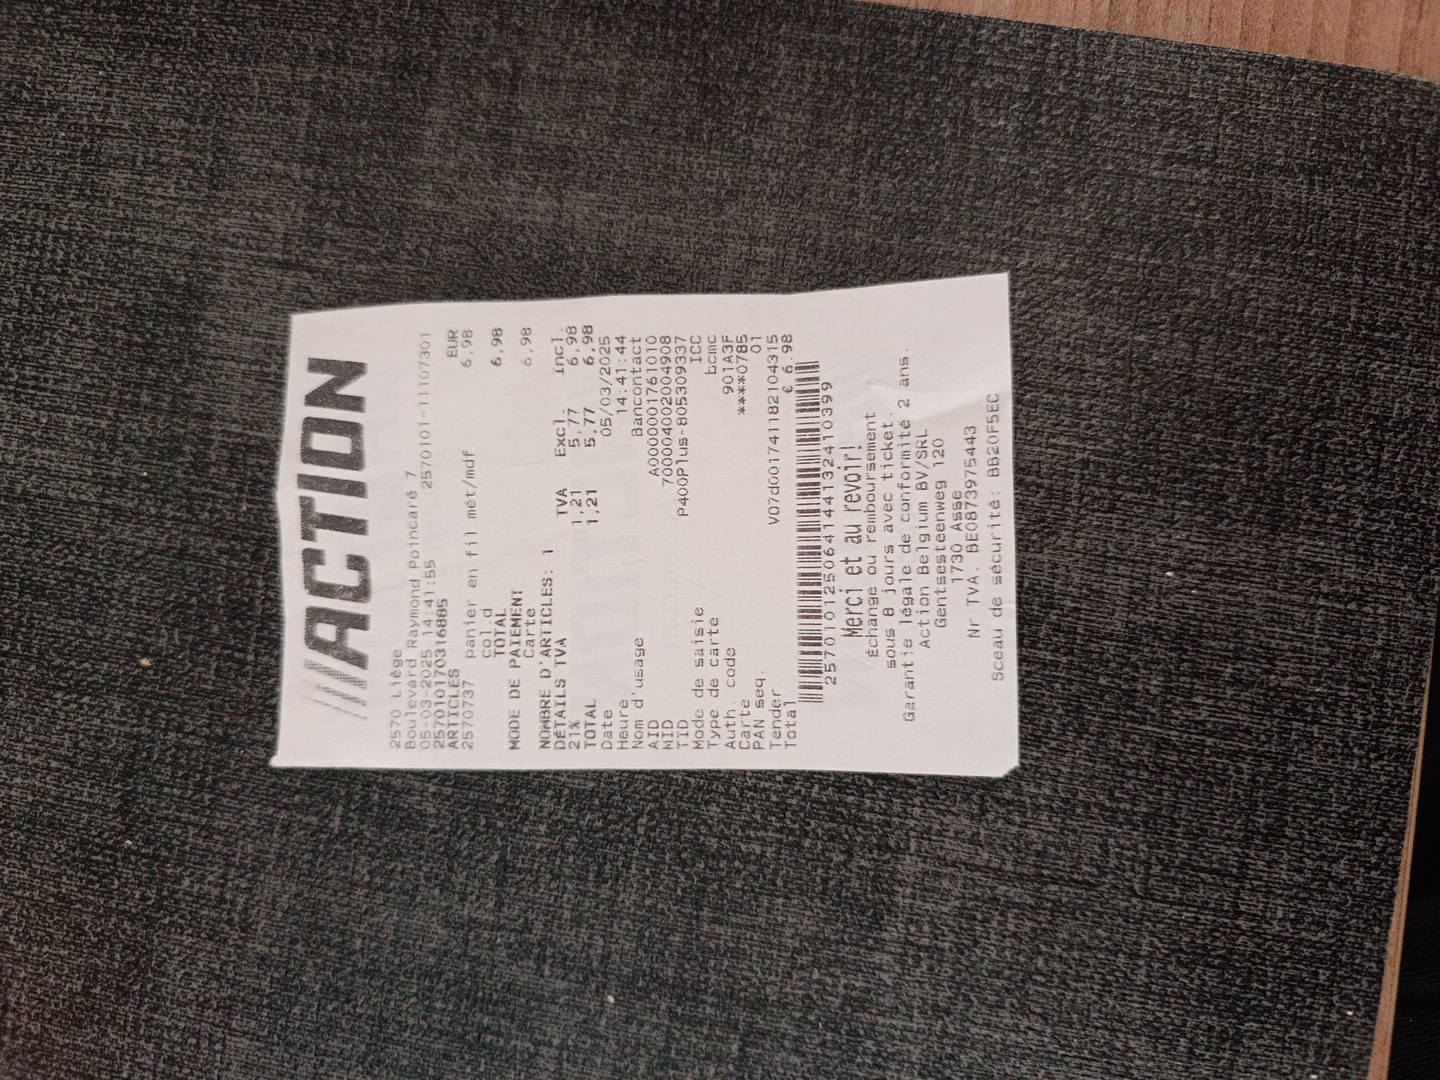 ACTION
2570 Liège
Boulevard Raymond Poincaré 7
05-03-2025 14:41:55 2570101-11107301
257010170316885
ARTICLES EUR
2570737 panier en fil mét/mdf 6,98
col.d
TOTAL 6,98
MODE DE PAIEMENT
Carte 6,98
NOMBRE D'ARTICLES: 1
DÉTAILS TVA TVA Excl. Incl.
21% 1,21 5,77 6,98
TOTAL 1,21 5,77 6,98
Date 05/03/2025
Heure 14:41:44
Nom d'usage Bancontact
AID A0000001761010
MID 70004002004908
TID P400Plus-805309337
Mode de saisie ICC
Type de carte bcmc
Auth. code 901A3F
Carte ****0785
PAN seq. 01
Tender V07d001741182104315
Total € 6.98
2570101250641441324103​99
Merci et au revoir!
Échange ou remboursement
sous 8 jours avec ticket.
Garantie légale de conformité 2 ans.
Action Belgium BV/SRL
Gentsesteenweg 120
1730 Asse
Nr TVA. BE0873975443
Sceau de sécurité: BB20F5EC